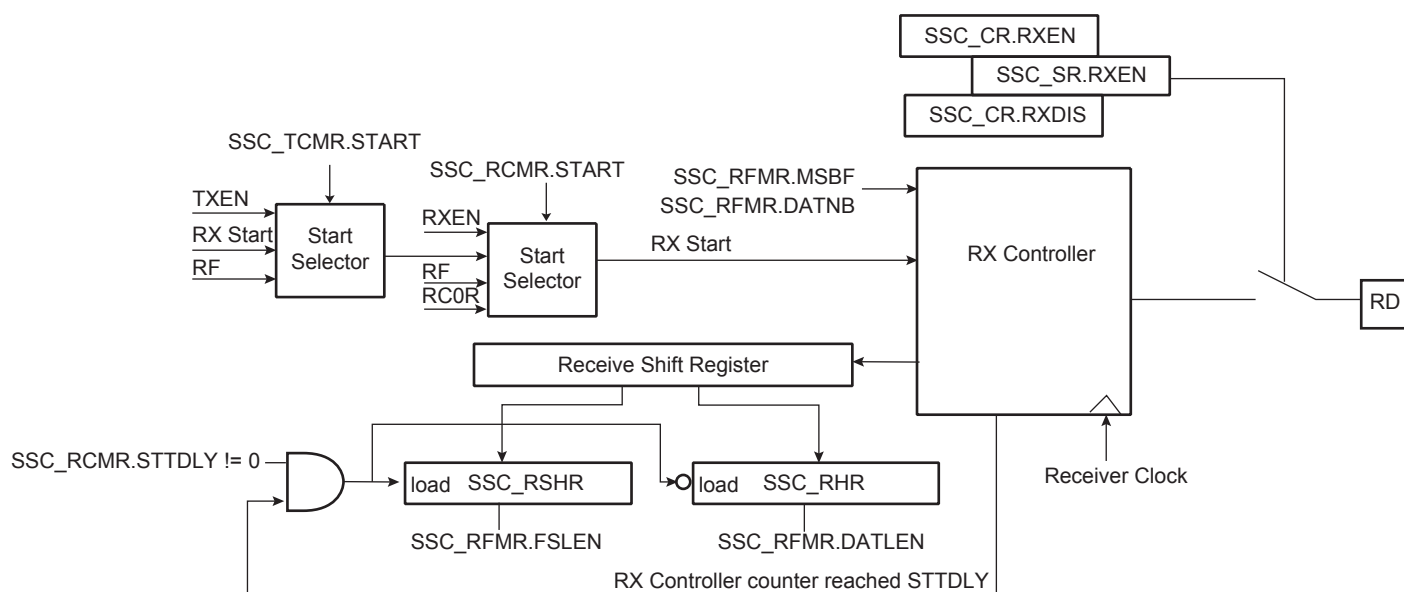 SSC_CR.RXEN
SSC_SR.RXEN
SSC_CR.RXDIS
SSC_TCMR.START
SSC_RCMR.START
SSC_RFMR.MSBF
SSC_RFMR.DATNB
TXEN
RX Start
RF
Start
Selector
RXEN
RF
RC0R
Start
Selector
RX Start
RX Controller
RD
Receive Shift Register
Receiver Clock
SSC_RCMR.STTDLY != 0
load
SSC_RSHR
load
SSC_RHR
SSC_RFMR.FSLEN
SSC_RFMR.DATLEN
RX Controller counter reached STTDLY